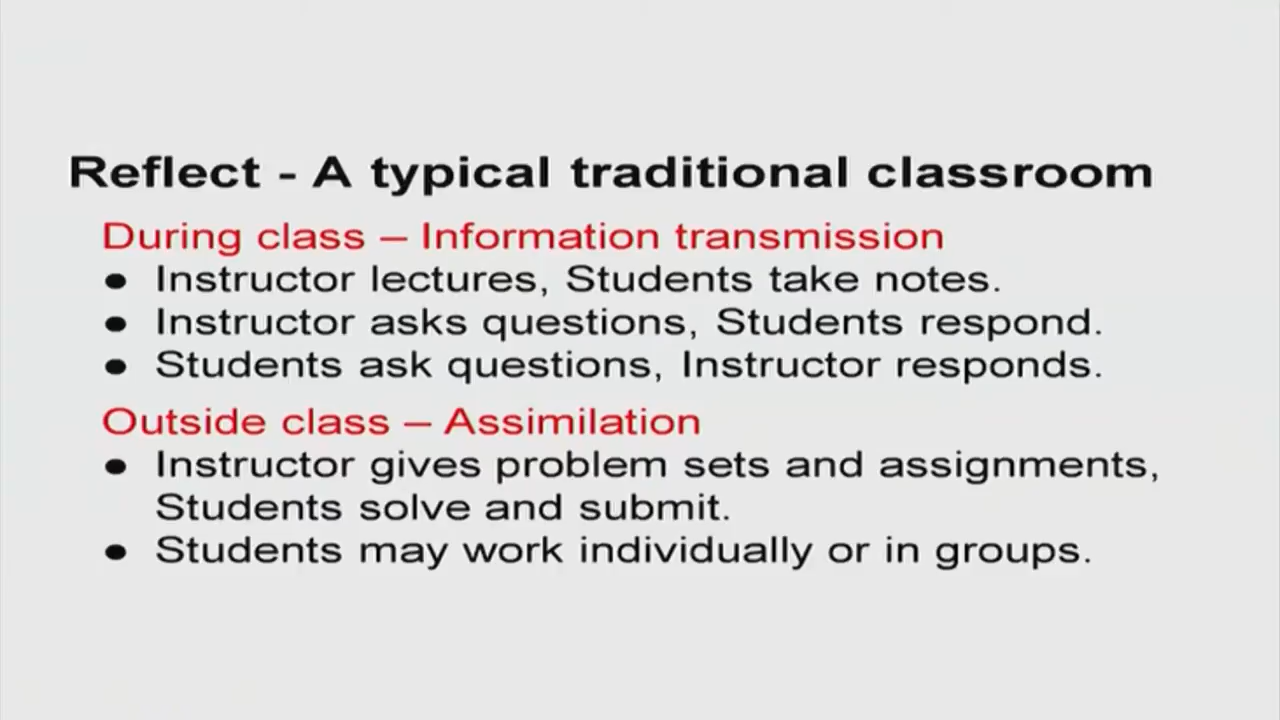 Reflect - A typical traditional classroom
During class – Information transmission
● Instructor lectures, Students take notes.
● Instructor asks questions, Students respond.
● Students ask questions, Instructor responds.
Outside class – Assimilation
● Instructor gives problem sets and assignments,
Students solve and submit.
● Students may work individually or in groups.